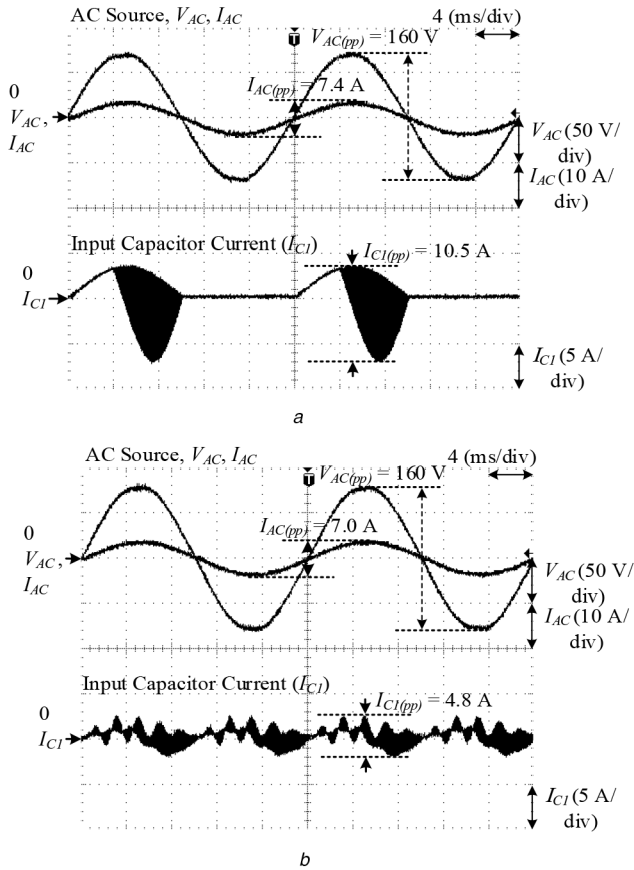 AC Source, VAC, IAC
4 (ms/div)
T
VAC(pp) = 160 V
IAC(pp) = 7.4 A
0
VAC,
IAC
VAC (50 V/
div)
IAC (10 A/
div)
Input Capacitor Current (IC1)
IC1(pp) = 10.5 A
0
IC1
IC1 (5 A/
div)
a
AC Source, VAC, IAC
4 (ms/div)
T
VAC(pp) = 160 V
IAC(pp) = 7.0 A
0
VAC,
IAC
VAC (50 V/
div)
IAC (10 A/
div)
Input Capacitor Current (IC1)
IC1(pp) = 4.8 A
0
IC1
IC1 (5 A/
div)
b